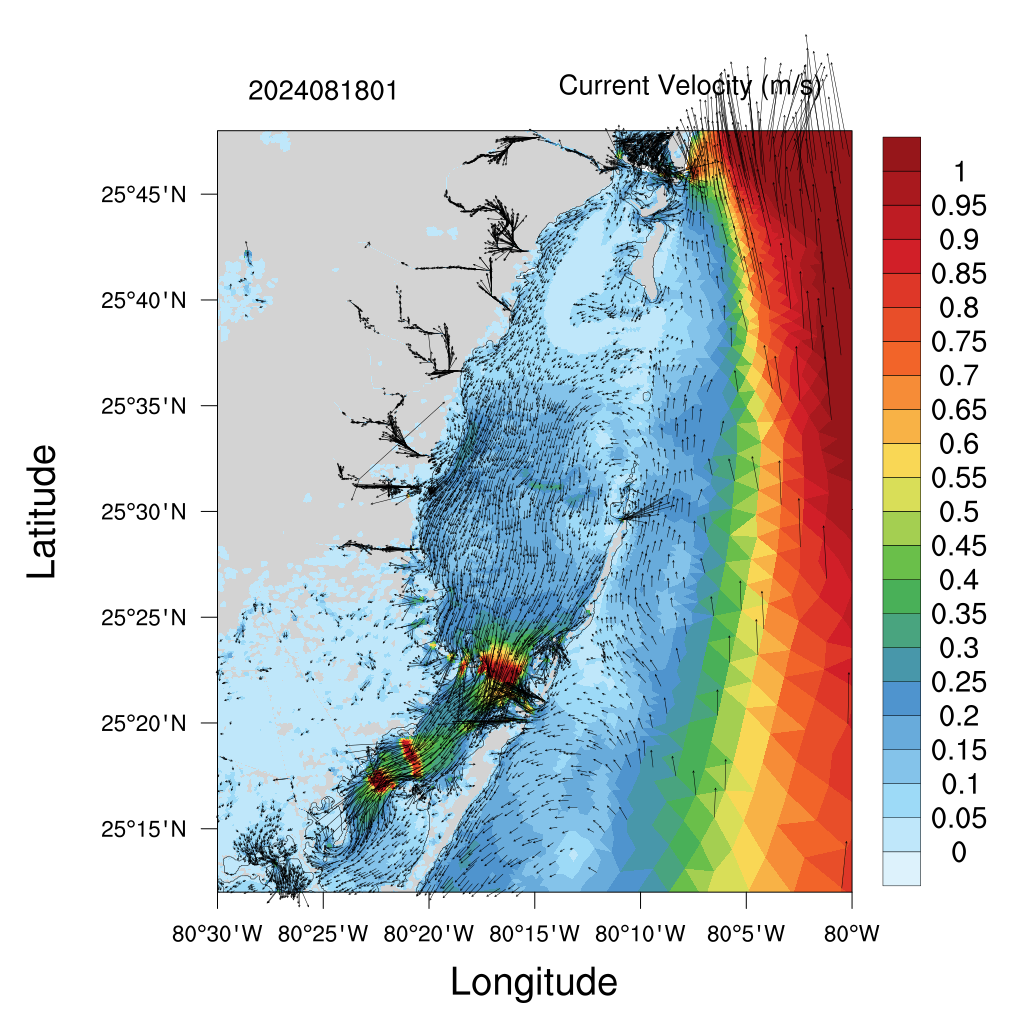 2024081801
Current Velocity (m/s)
25°45'N
25°40'N
25°35'N
25°30'N
25°25'N
25°20'N
25°15'N
Latitude
80°30'W 80°25'W 80°20'W 80°15'W 80°10'W 80°5'W 80°W
Longitude
1
0.95
0.9
0.85
0.8
0.75
0.7
0.65
0.6
0.55
0.5
0.45
0.4
0.35
0.3
0.25
0.2
0.15
0.1
0.05
0